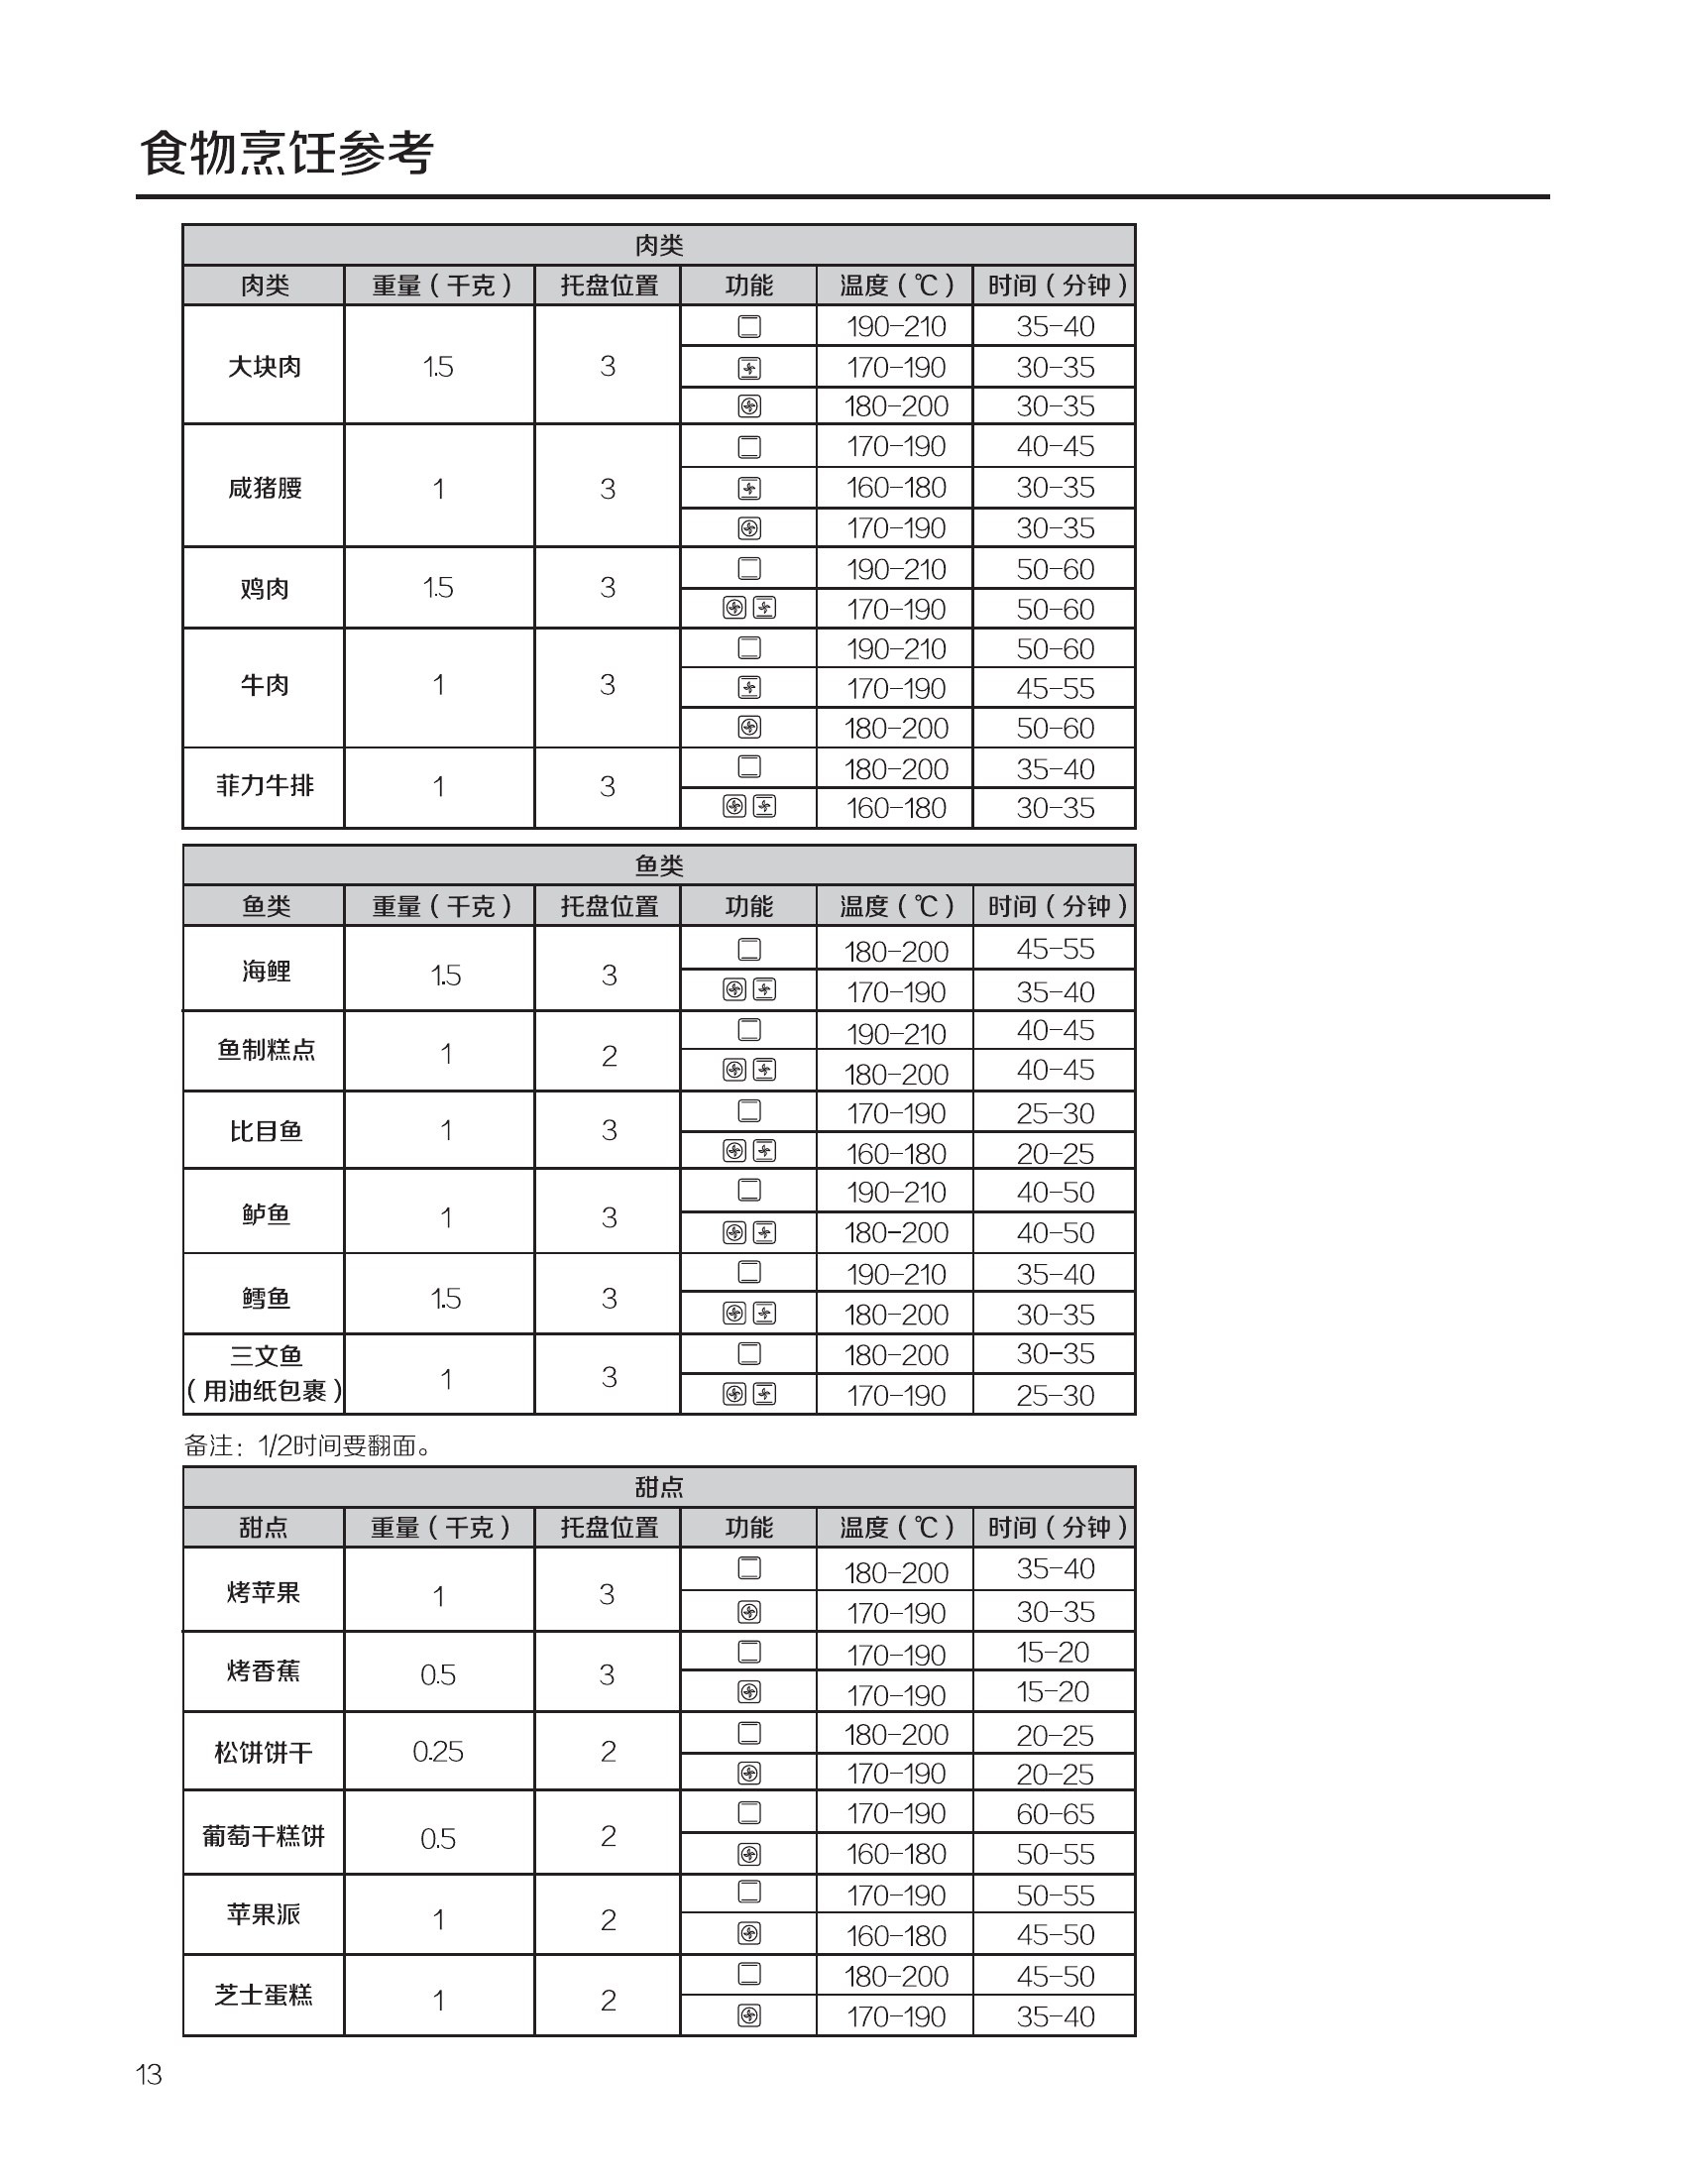 食物烹饪参考
肉类
肉类 重量（千克） 托盘位置 功能 温度（℃） 时间（分钟）
大块肉 1.5 3 190-210 35-40
170-190 30-35
180-200 30-35
咸猪腰 1 3 170-190 40-45
160-180 30-35
170-190 30-35
鸡肉 1.5 3 190-210 50-60
170-190 50-60
牛肉 1 3 190-210 50-60
170-190 45-55
180-200 50-60
菲力牛排 1 3 180-200 35-40
160-180 30-35
鱼类
鱼类 重量（千克） 托盘位置 功能 温度（℃） 时间（分钟）
海鲤 1.5 3 180-200 45-55
170-190 35-40
鱼制糕点 1 2 190-210 40-45
180-200 40-45
比目鱼 1 3 170-190 25-30
160-180 20-25
鲈鱼 1 3 190-210 40-50
180-200 40-50
鳕鱼 1.5 3 190-210 35-40
180-200 30-35
三文鱼
（用油纸包裹） 1 3 180-200 30-35
170-190 25-30
备注：1/2时间要翻面。
甜点
甜点 重量（千克） 托盘位置 功能 温度（℃） 时间（分钟）
烤苹果 1 3 180-200 35-40
170-190 30-35
烤香蕉 0.5 3 170-190 15-20
170-190 15-20
松饼饼干 0.25 2 180-200 20-25
170-190 20-25
葡萄干糕饼 0.5 2 170-190 60-65
160-180 50-55
苹果派 1 2 170-190 50-55
160-180 45-50
芝士蛋糕 1 2 180-200 45-50
170-190 35-40
13